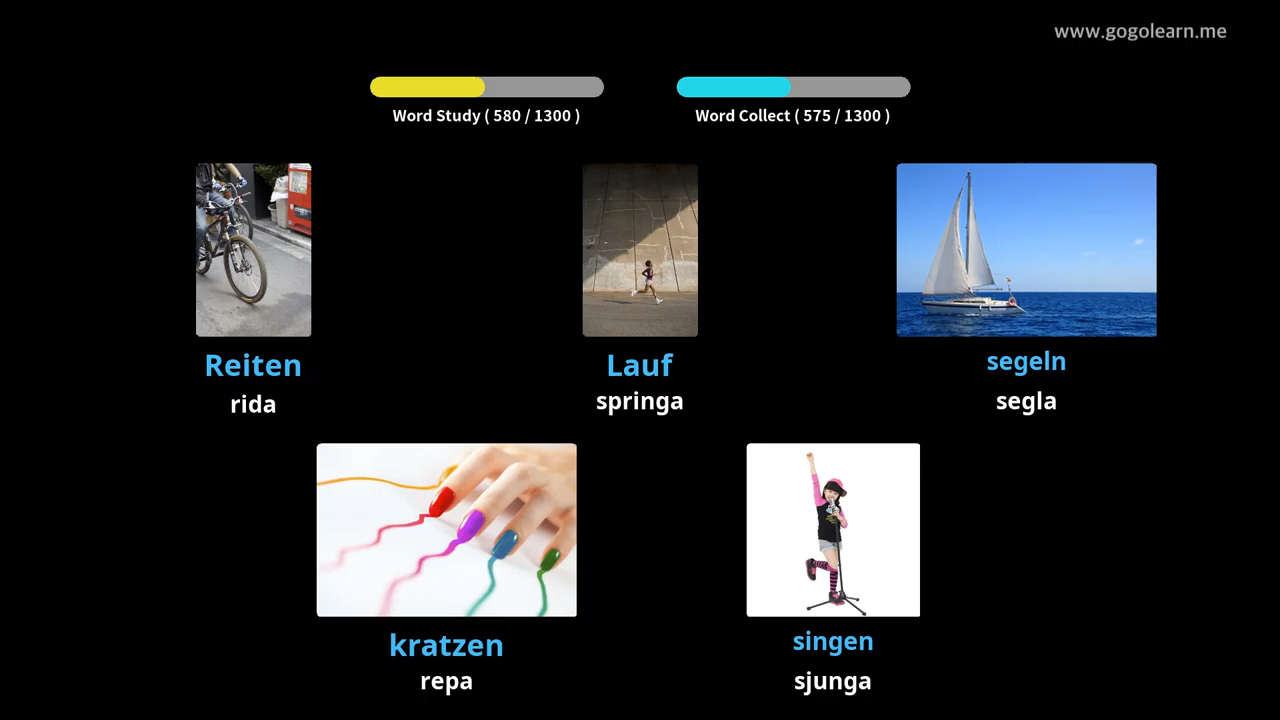 www.gogolearn.me
Word Study ( 580 / 1300 )
Word Collect ( 575 / 1300 )
Reiten
rida
Lauf
springa
segeln
segla
kratzen
repa
singen
sjunga